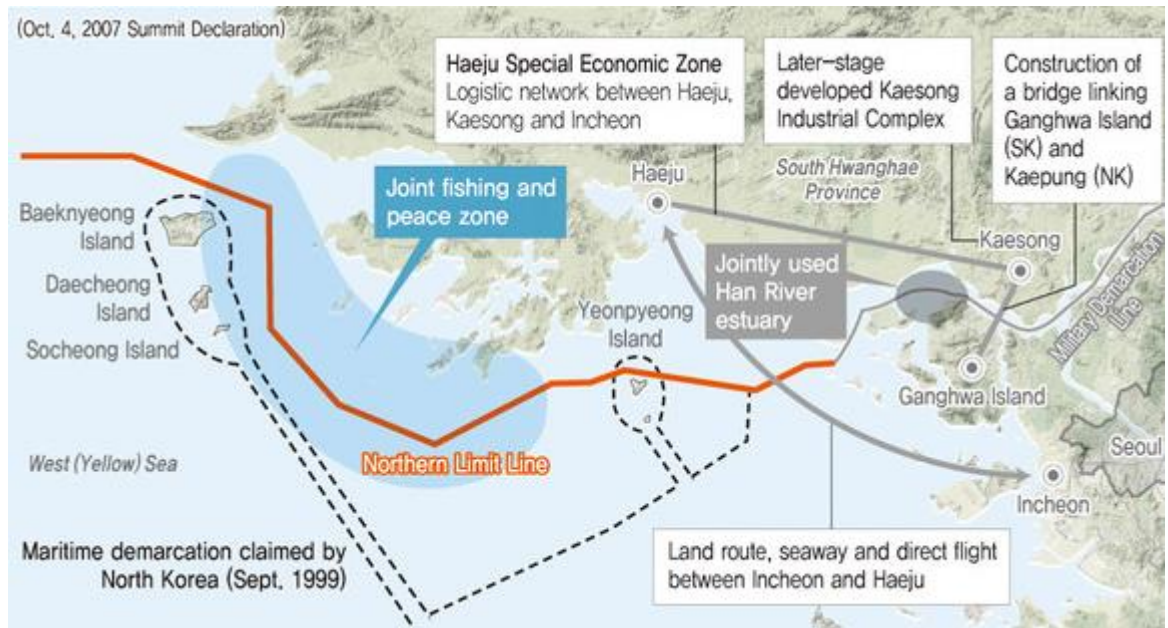 (Oct. 4, 2007 Summit Declaration)
Haeju Special Economic Zone
Logistic network between Haeju,
Kaesong and Incheon
Later-stage
developed Kaesong
Industrial Complex
Construction of
a bridge linking
Ganghwa Island
(SK) and
Kaepung (NK)
Joint fishing and
peace zone
Haeju
South Hwanghae
Province
Baeknyeong
Island
Daecheong
Island
Socheong Island
Yeonpyeong
Island
Jointly used
Han River
estuary
Kaesong
Military Demarcation
Line
Ganghwa Island
Northern Limit Line
West (Yellow) Sea
Seoul
Incheon
Maritime demarcation claimed by
North Korea (Sept. 1999)
Land route, seaway and direct flight
between Incheon and Haeju